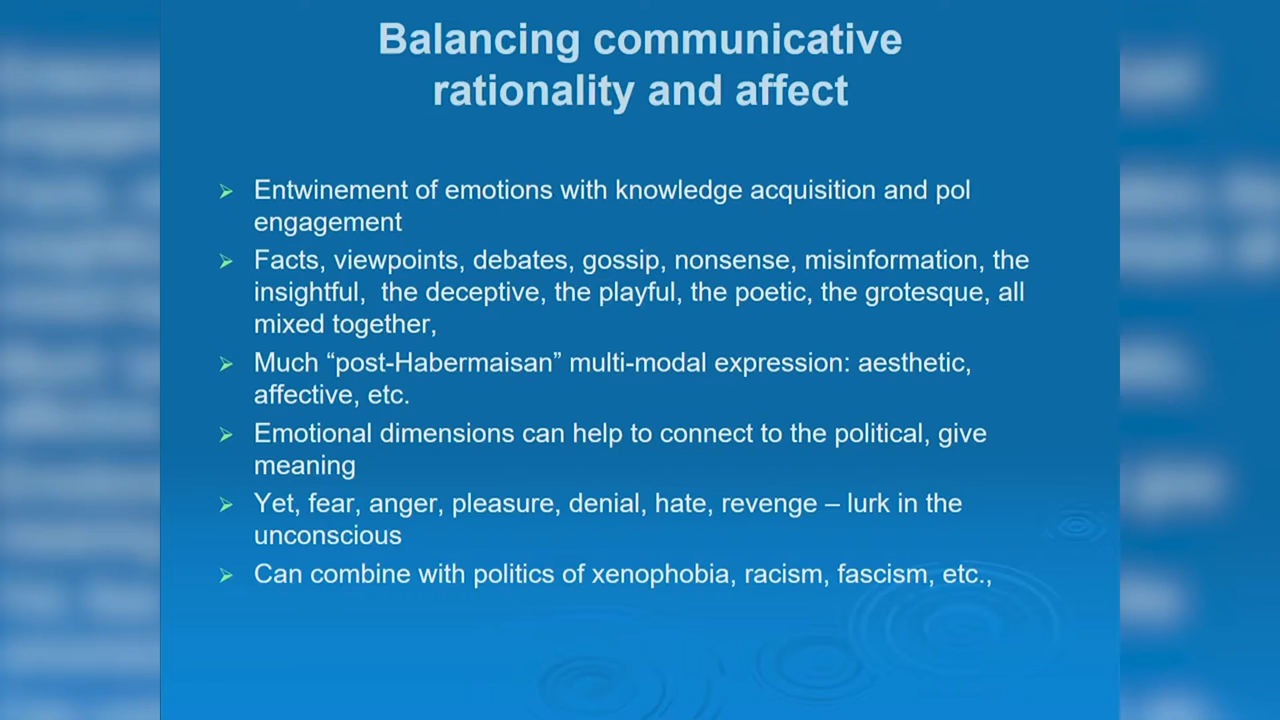 Balancing communicative
rationality and affect
Entwinement of emotions with knowledge acquisition and pol
engagement
Facts, viewpoints, debates, gossip, nonsense, misinformation, the
insightful,  the deceptive, the playful, the poetic, the grotesque, all
mixed together,
Much “post-Habermaisan” multi-modal expression: aesthetic,
affective, etc.
Emotional dimensions can help to connect to the political, give
meaning
Yet, fear, anger, pleasure, denial, hate, revenge – lurk in the
unconscious
Can combine with politics of xenophobia, racism, fascism, etc.,